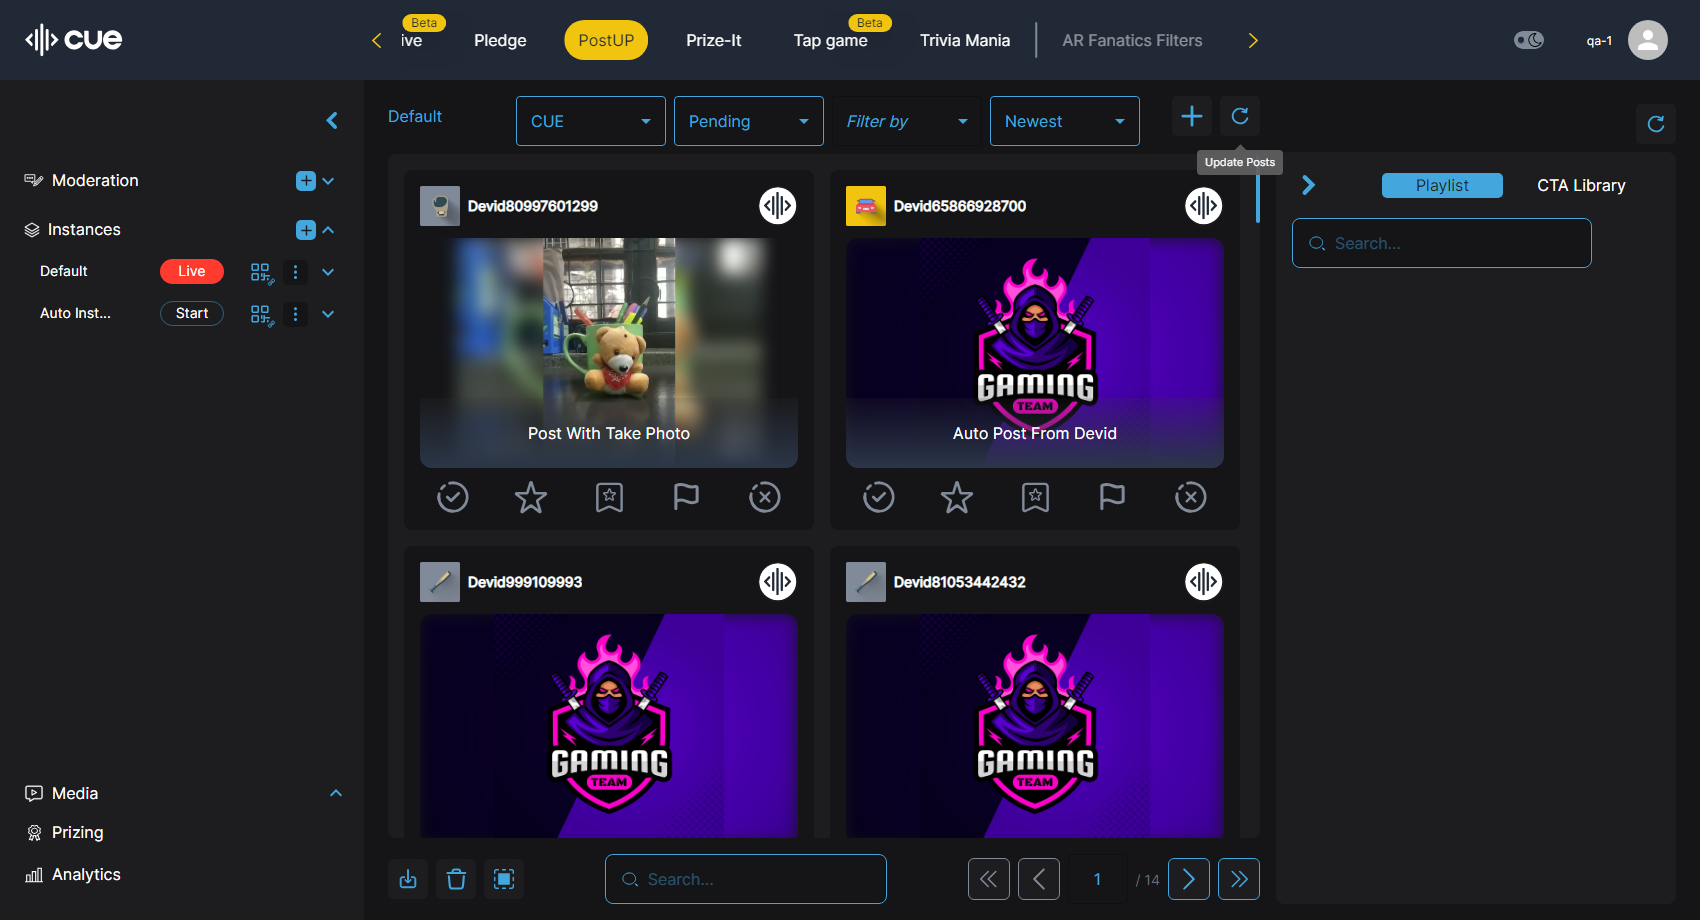 cue
ive
Beta
Pledge
PostUP
Prize-It
Tap game
Beta
Trivia Mania
AR Fanatics Filters
qa-1
Default
CUE
Pending
Filter by
Newest
Update Posts
Moderation
Instances
Default
Live
Auto Inst...
Start
Media
Prizing
Analytics
Devid80997601299
Post With Take Photo
Devid65866928700
GAMING
TEAM
Auto Post From Devid
Devid999109993
GAMING
TEAM
Devid81053442432
GAMING
TEAM
Search...
1
/ 14
Playlist
CTA Library
Search...